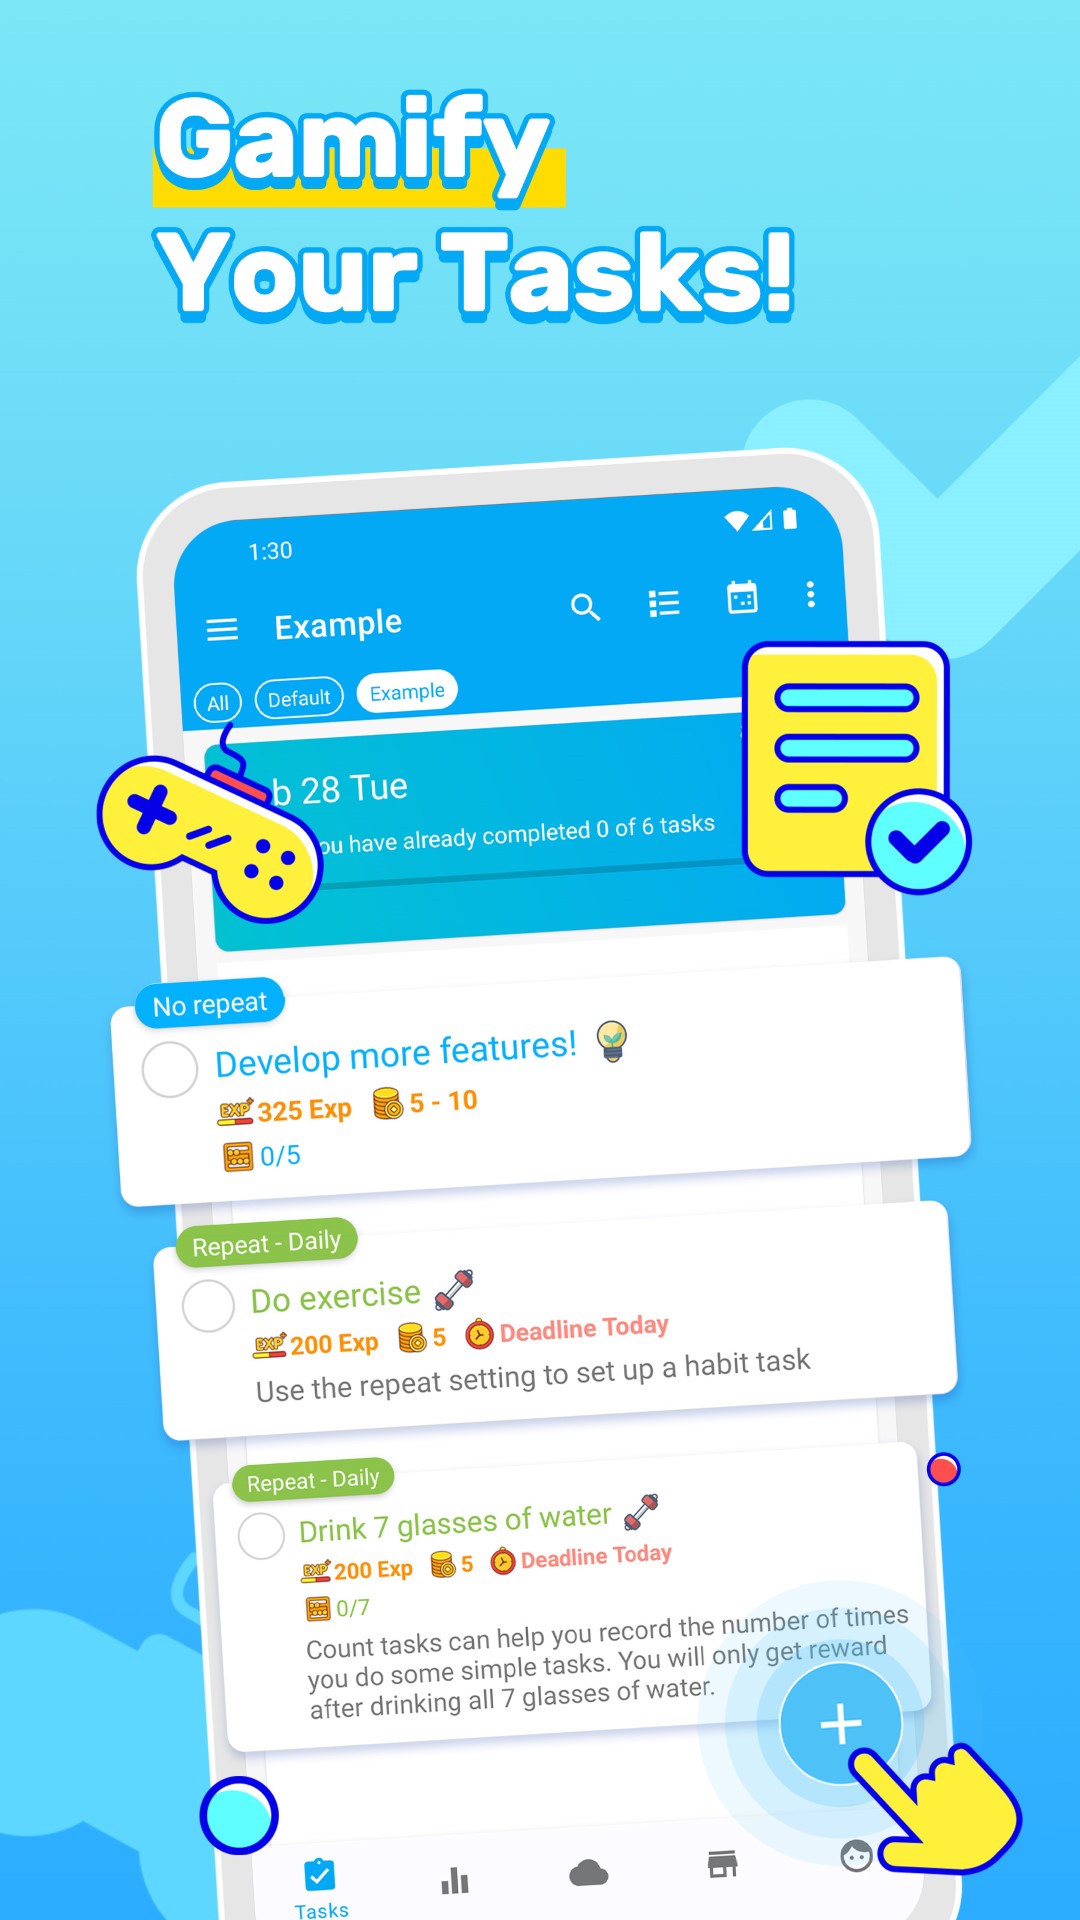 Gamify
Your Tasks!
1:30
Example
All
Default
Example
b 28 Tue
ou have already completed 0 of 6 tasks
No repeat
Develop more features!
EXP 325 Exp 5 - 10
0/5
Repeat - Daily
Do exercise
EXP 200 Exp 5 Deadline Today
Use the repeat setting to set up a habit task
Repeat - Daily
Drink 7 glasses of water
EXP 200 Exp 5 Deadline Today
0/7
Count tasks can help you record the number of times
you do some simple tasks. You will only get reward
after drinking all 7 glasses of water.
Tasks